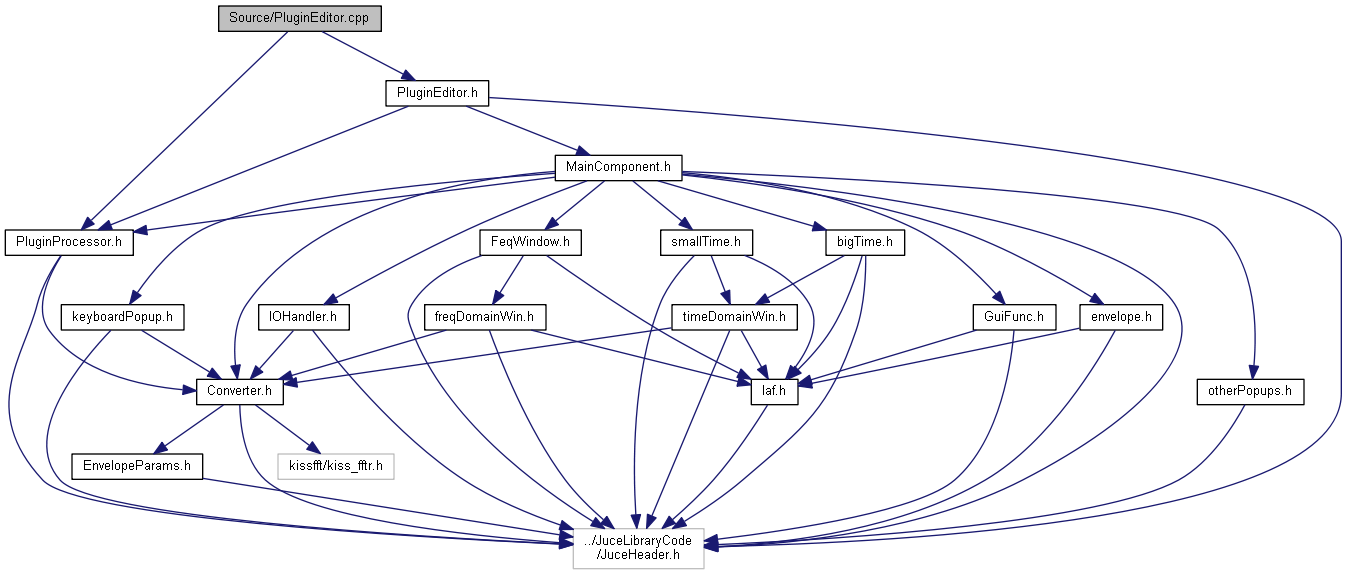 Source/PluginEditor.cpp
PluginEditor.h
MainComponent.h
PluginProcessor.h
FeqWindow.h
smallTime.h
bigTime.h
keyboardPopup.h
IOHandler.h
freqDomainWin.h
timeDomainWin.h
GuiFunc.h
envelope.h
Converter.h
laf.h
otherPopups.h
EnvelopeParams.h
kissfft/kiss_fftr.h
../JuceLibraryCode
/JuceHeader.h